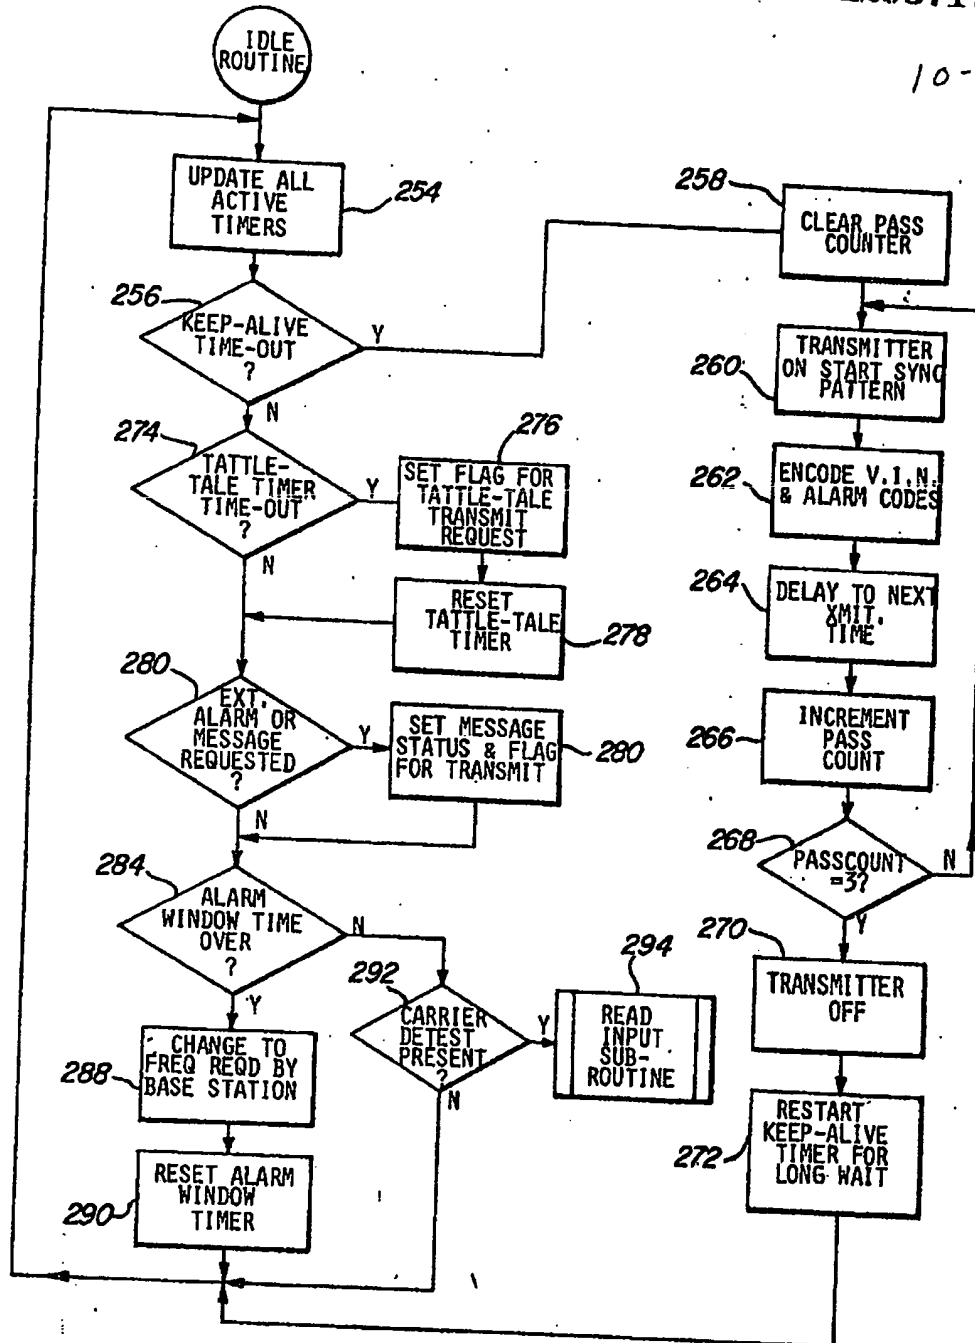 10-
IDLE
ROUTINE
UPDATE ALL
ACTIVE
TIMERS
254
256
KEEP-ALIVE
TIME-OUT
?
Y
N
274
TATTLE-
TALE TIMER
TIME-OUT
?
Y
N
276
SET FLAG FOR
TATTLE-TALE
TRANSMIT
REQUEST
RESET
TATTLE-TALE
TIMER
278
280
EXT.
ALARM OR
MESSAGE
REQUESTED
?
Y
N
SET MESSAGE
STATUS & FLAG
FOR TRANSMIT
280
284
ALARM
WINDOW TIME
OVER
?
N
Y
288
CHANGE TO
FREQ REQD BY
BASE STATION
290
RESET ALARM
WINDOW
TIMER
292
CARRIER
DETEST
PRESENT
?
Y
N
294
READ
INPUT
SUB-
ROUTINE
258
CLEAR PASS
COUNTER
260
TRANSMITTER
ON START SYNC
PATTERN
262
ENCODE V.I.N.
& ALARM CODES
264
DELAY TO NEXT
XMIT.
TIME
266
INCREMENT
PASS
COUNT
268
PASSCOUNT
=3?
N
Y
270
TRANSMITTER
OFF
272
RESTART
KEEP-ALIVE
TIMER FOR
LONG WAIT